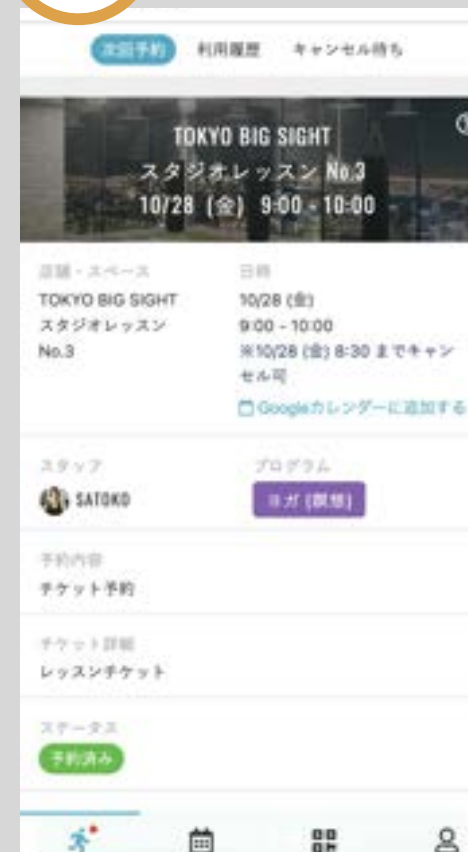 次回予約 利用履歴 キャンセル待ち
TOKYO BIG SIGHT
スタジオレッスン No.3
10/28 (金) 9:00 - 10:00
店舗・スペース
TOKYO BIG SIGHT
スタジオレッスン
No.3
日時
10/28 (金)
9:00 - 10:00
※10/28 (金) 8:30 までキャン
セル可
Googleカレンダーに追加する
スタッフ
SATOKO
プログラム
ヨガ (瞑想)
予約内容
チケット予約
チケット詳細
レッスンチケット
ステータス
予約済み